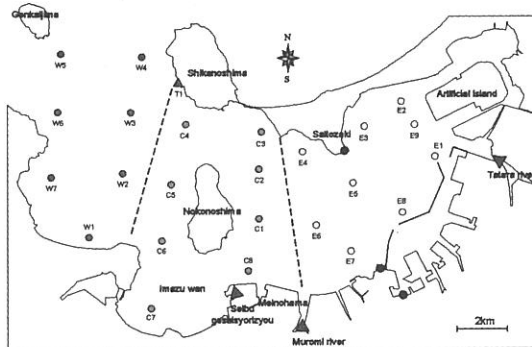 Genkaijima
W5
W4
N
S
Shikanoshima
T1
Artificial island
W6
W3
C4
C3
Saitozaki
E2
E3
E9
E4
E1
Tatara river
W7
W2
C5
C2
E5
Nokonoshima
C1
E6
E8
W1
C6
E7
Imazu wan
C8
Meinohama
Seibu
C7
Muromi river
2km